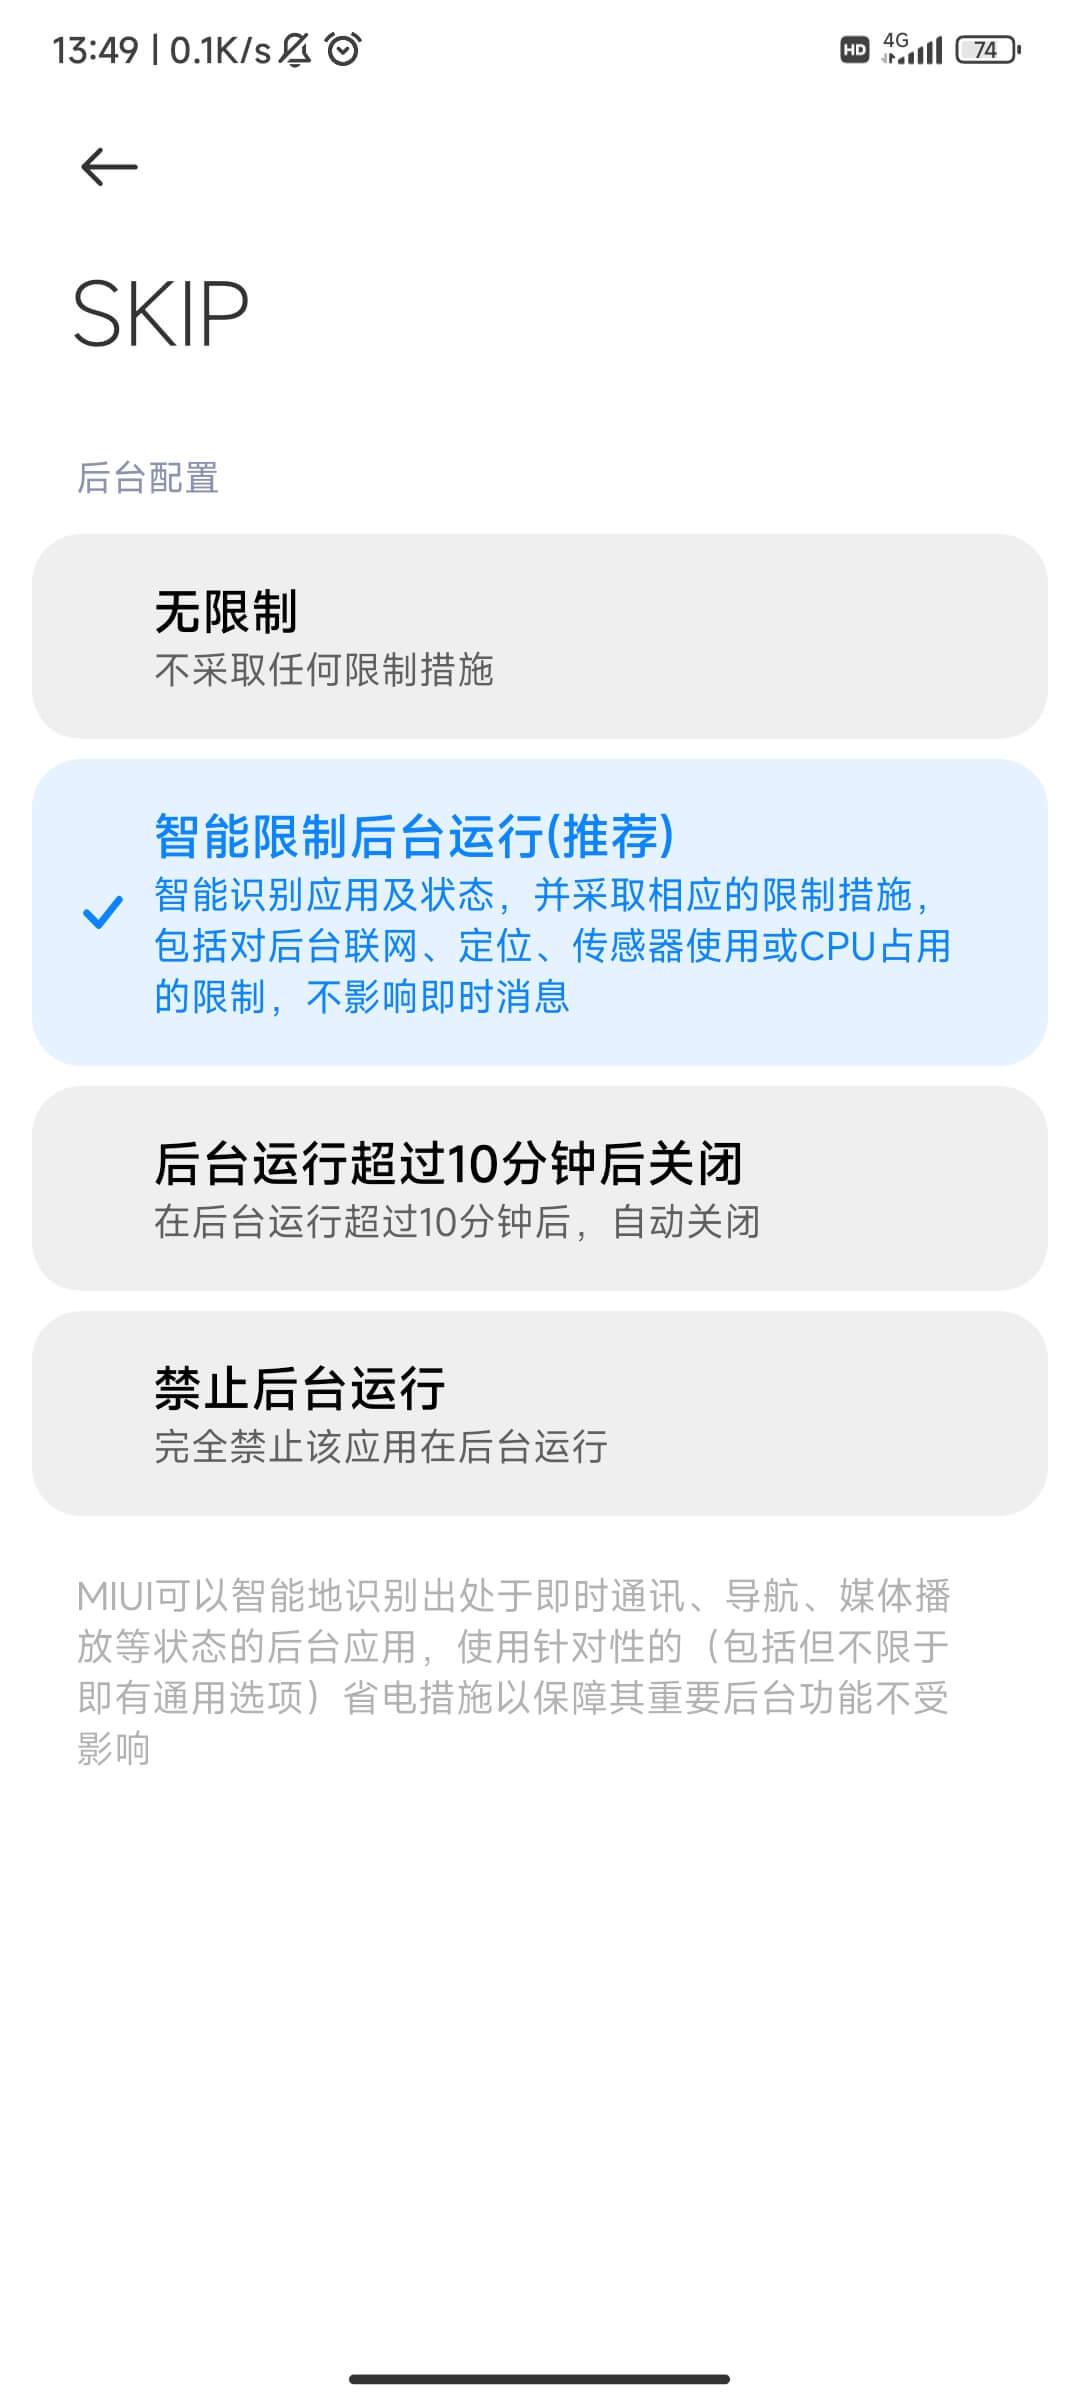 13:49 | 0.1K/s
HD 4G 74
SKIP
后台配置
无限制
不采取任何限制措施
智能限制后台运行(推荐)
智能识别应用及状态，并采取相应的限制措施，
包括对后台联网、定位、传感器使用或CPU占用
的限制，不影响即时消息
后台运行超过10分钟后关闭
在后台运行超过10分钟后，自动关闭
禁止后台运行
完全禁止该应用在后台运行
MIUI可以智能地识别出处于即时通讯、导航、媒体播
放等状态的后台应用，使用针对性的（包括但不限于
即有通用选项）省电措施以保障其重要后台功能不受
影响